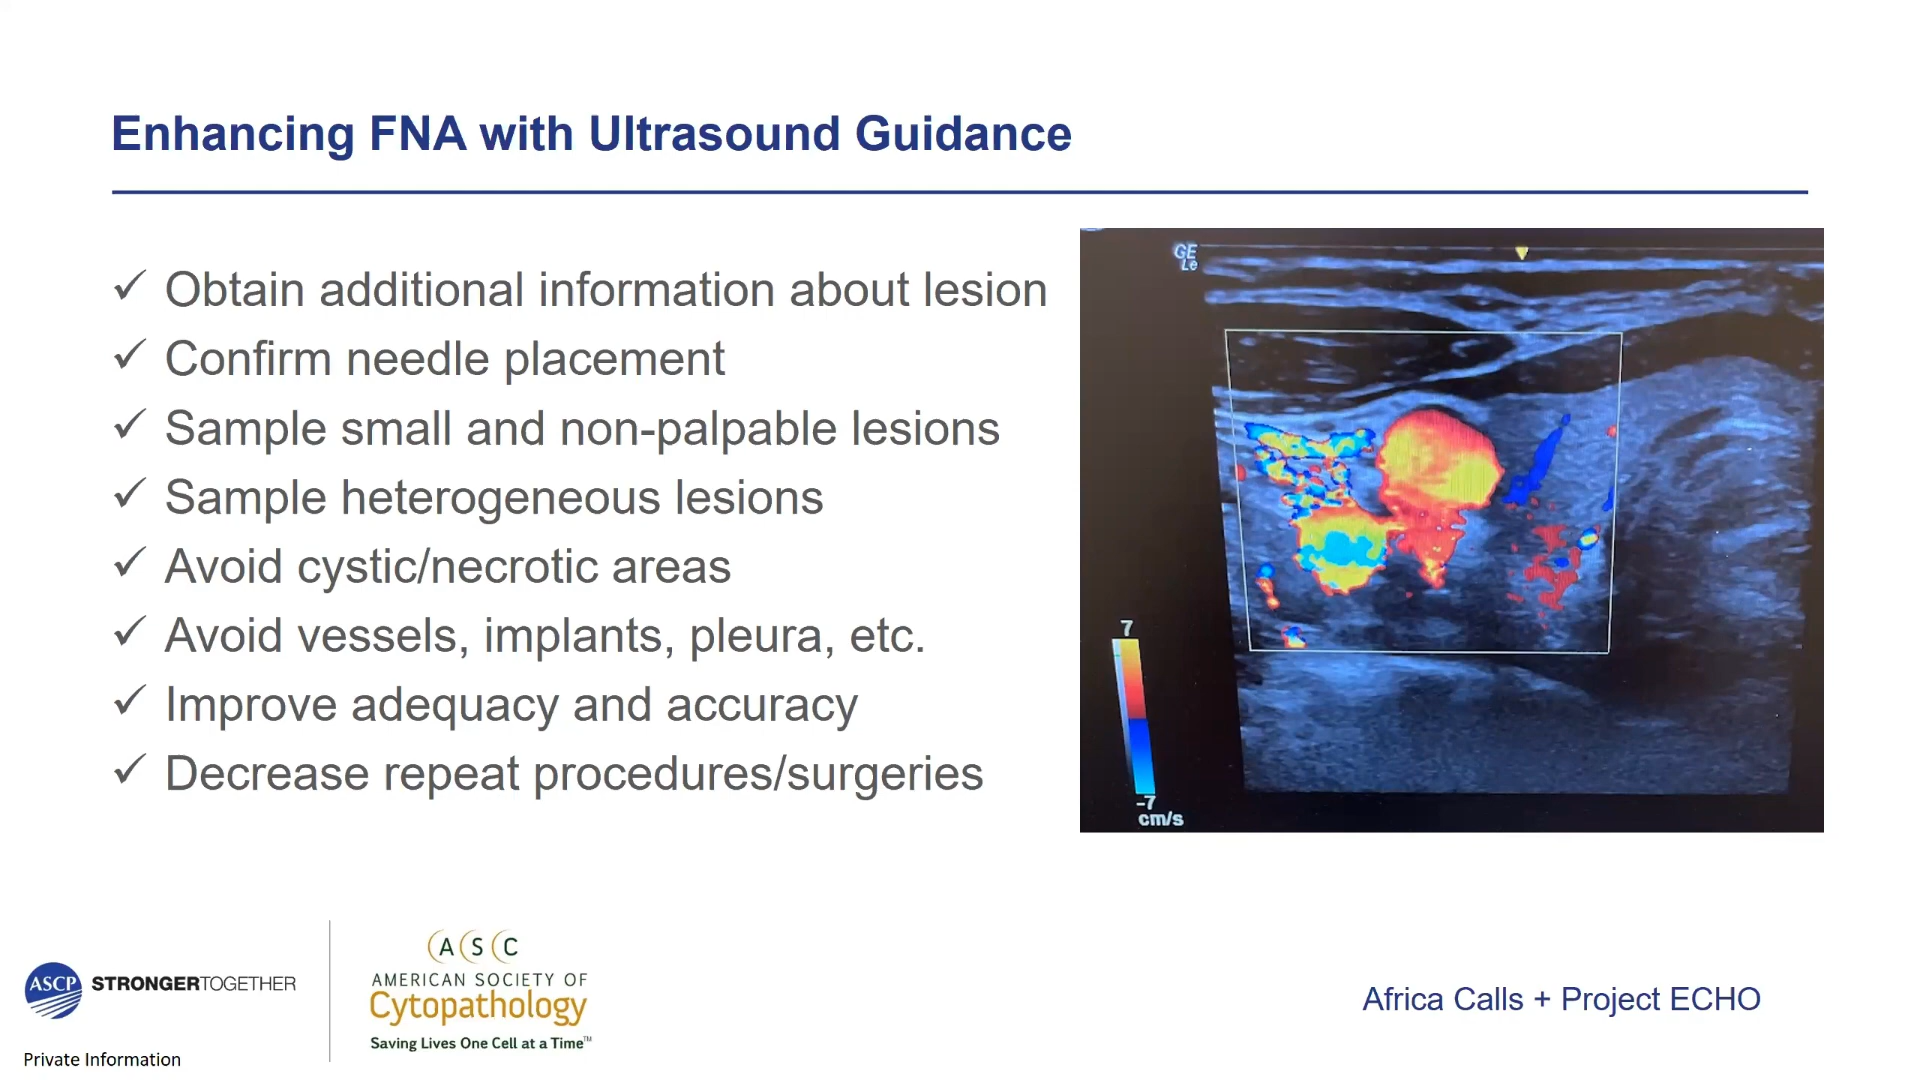 Enhancing FNA with Ultrasound Guidance
✓ Obtain additional information about lesion
✓ Confirm needle placement
✓ Sample small and non-palpable lesions
✓ Sample heterogeneous lesions
✓ Avoid cystic/necrotic areas
✓ Avoid vessels, implants, pleura, etc.
✓ Improve adequacy and accuracy
✓ Decrease repeat procedures/surgeries
GE
Le
7
-7
cm/s
ASCP STRONGERTOGETHER
Private Information
A S C
AMERICAN SOCIETY OF
Cytopathology
Saving Lives One Cell at a Time™
Africa Calls + Project ECHO